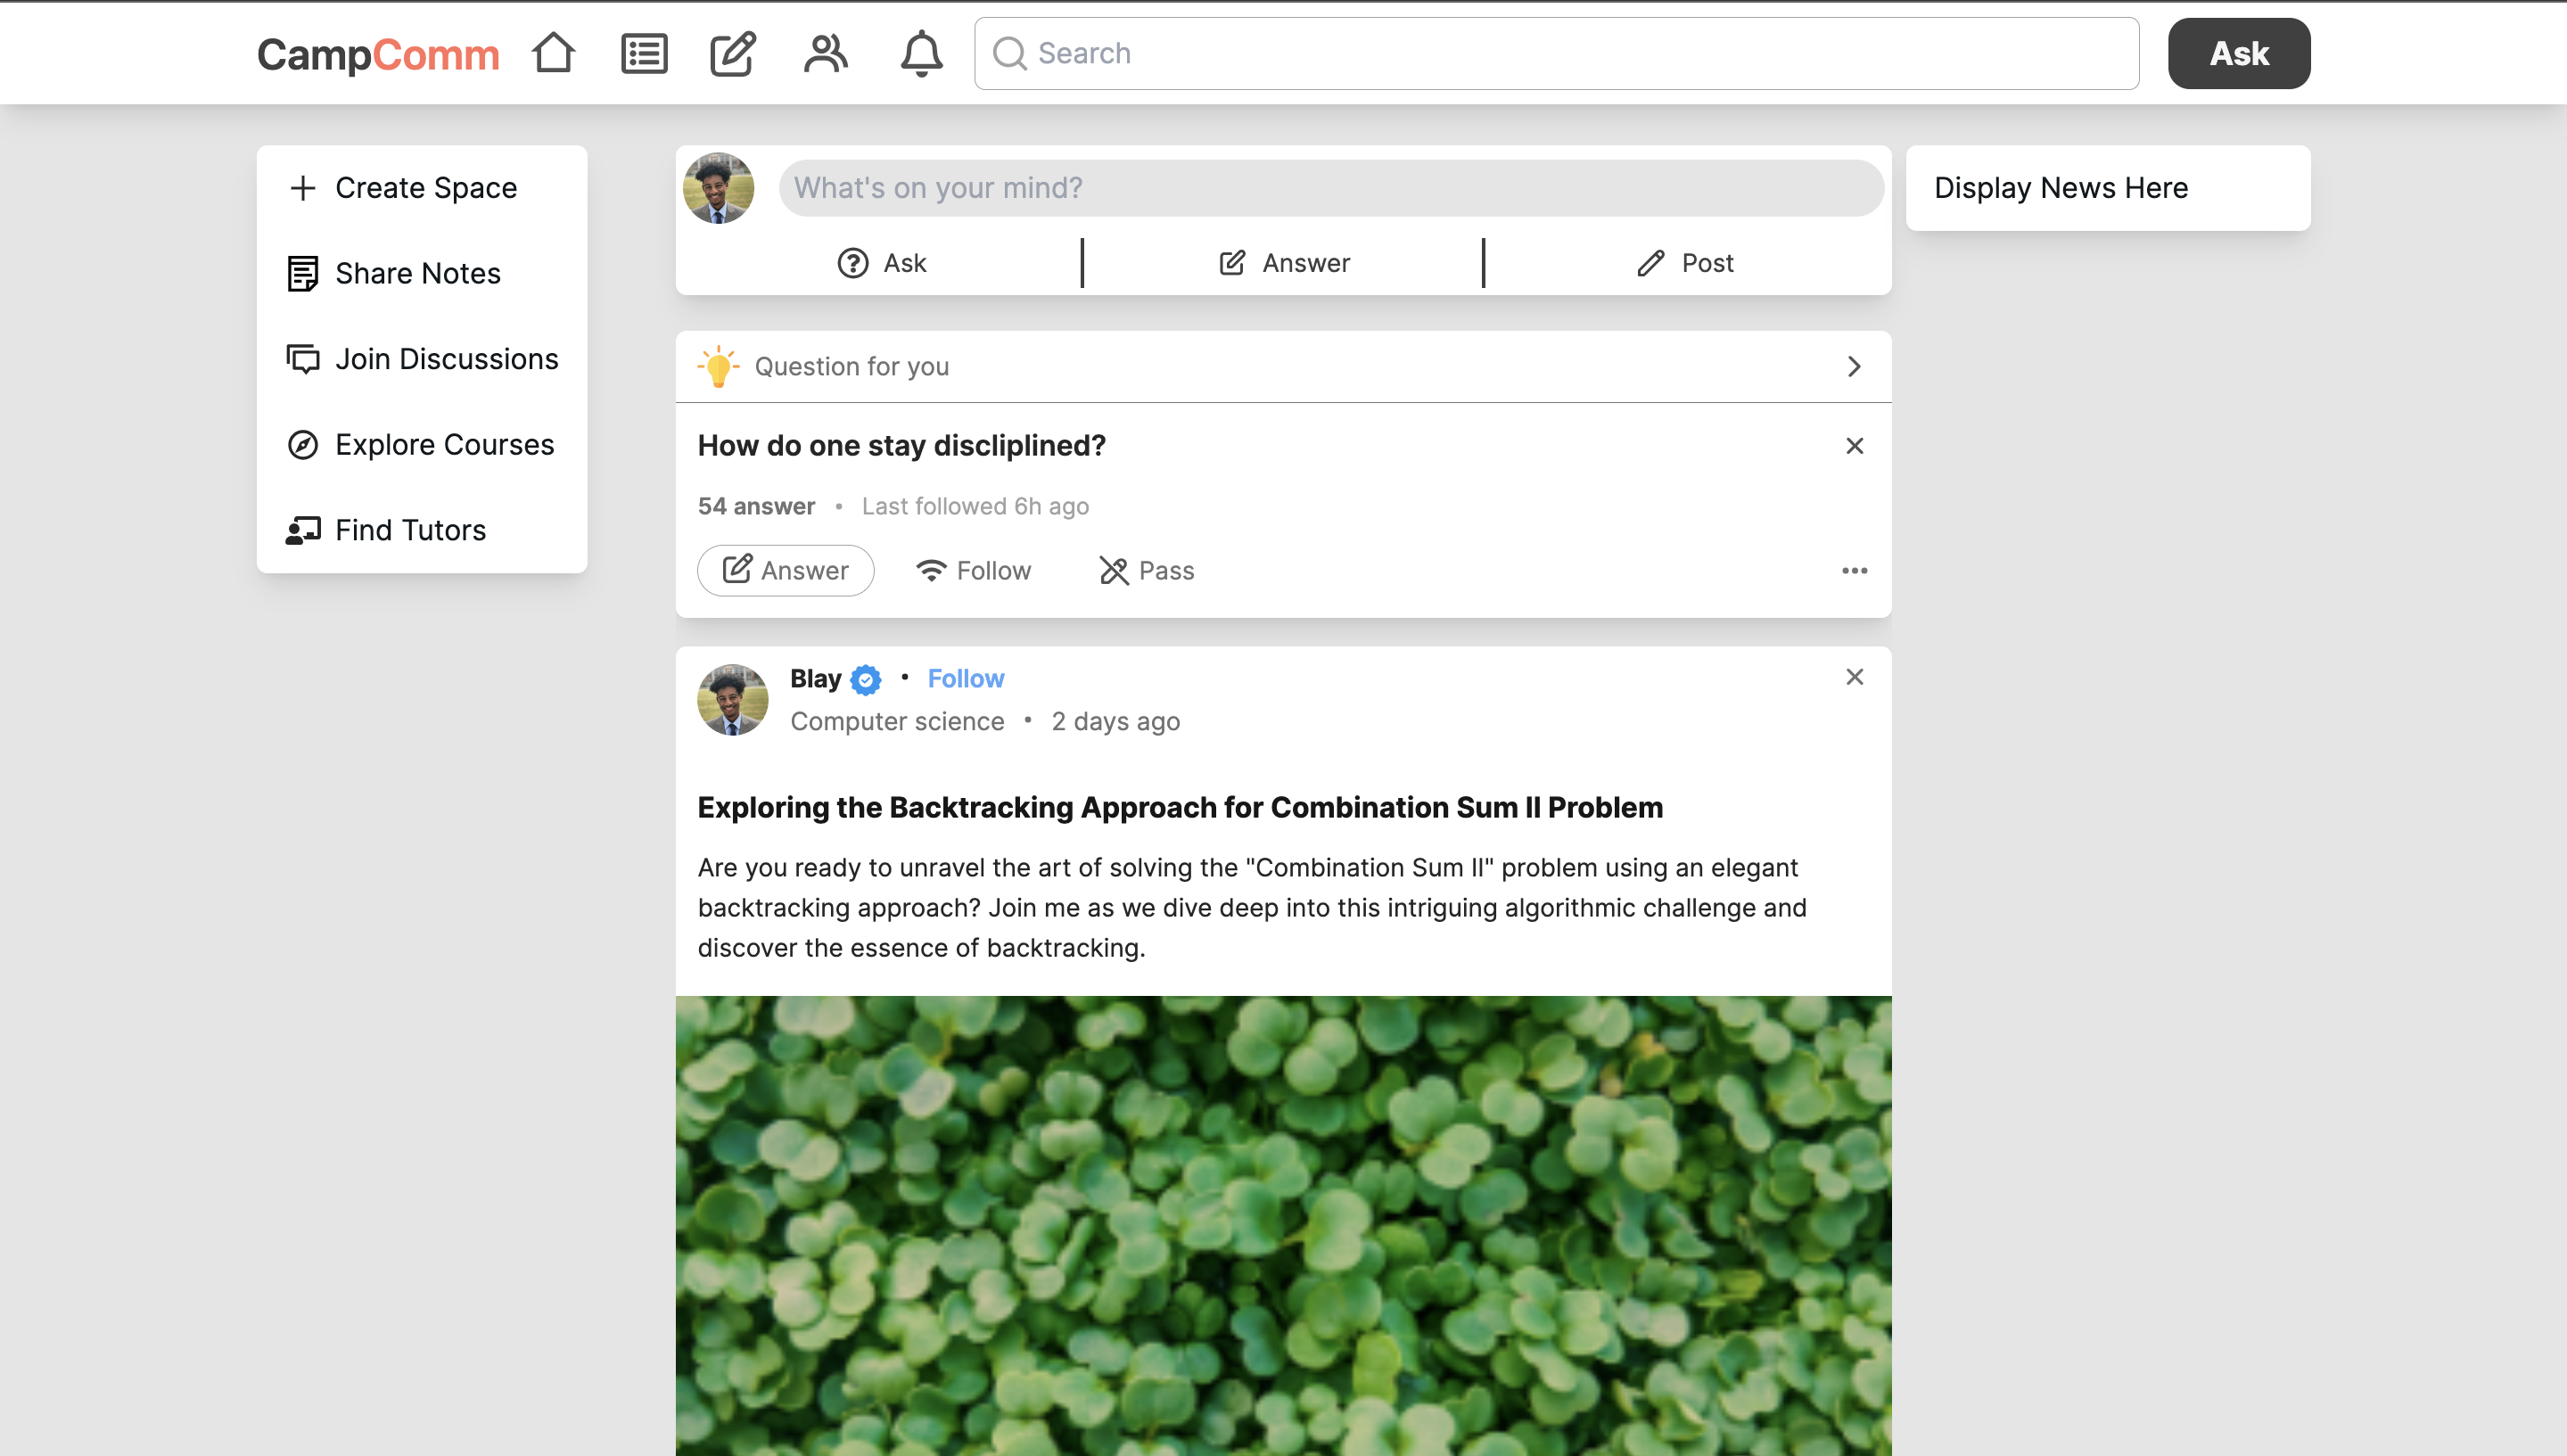 CampComm
Search
Ask
Create Space
Share Notes
Join Discussions
Explore Courses
Find Tutors
What's on your mind?
Ask
Answer
Post
Display News Here
Question for you
How do one stay disciplined?
54 answer • Last followed 6h ago
Answer
Follow
Pass
Blay • Follow
Computer science • 2 days ago
Exploring the Backtracking Approach for Combination Sum II Problem
Are you ready to unravel the art of solving the "Combination Sum II" problem using an elegant
backtracking approach? Join me as we dive deep into this intriguing algorithmic challenge and
discover the essence of backtracking.